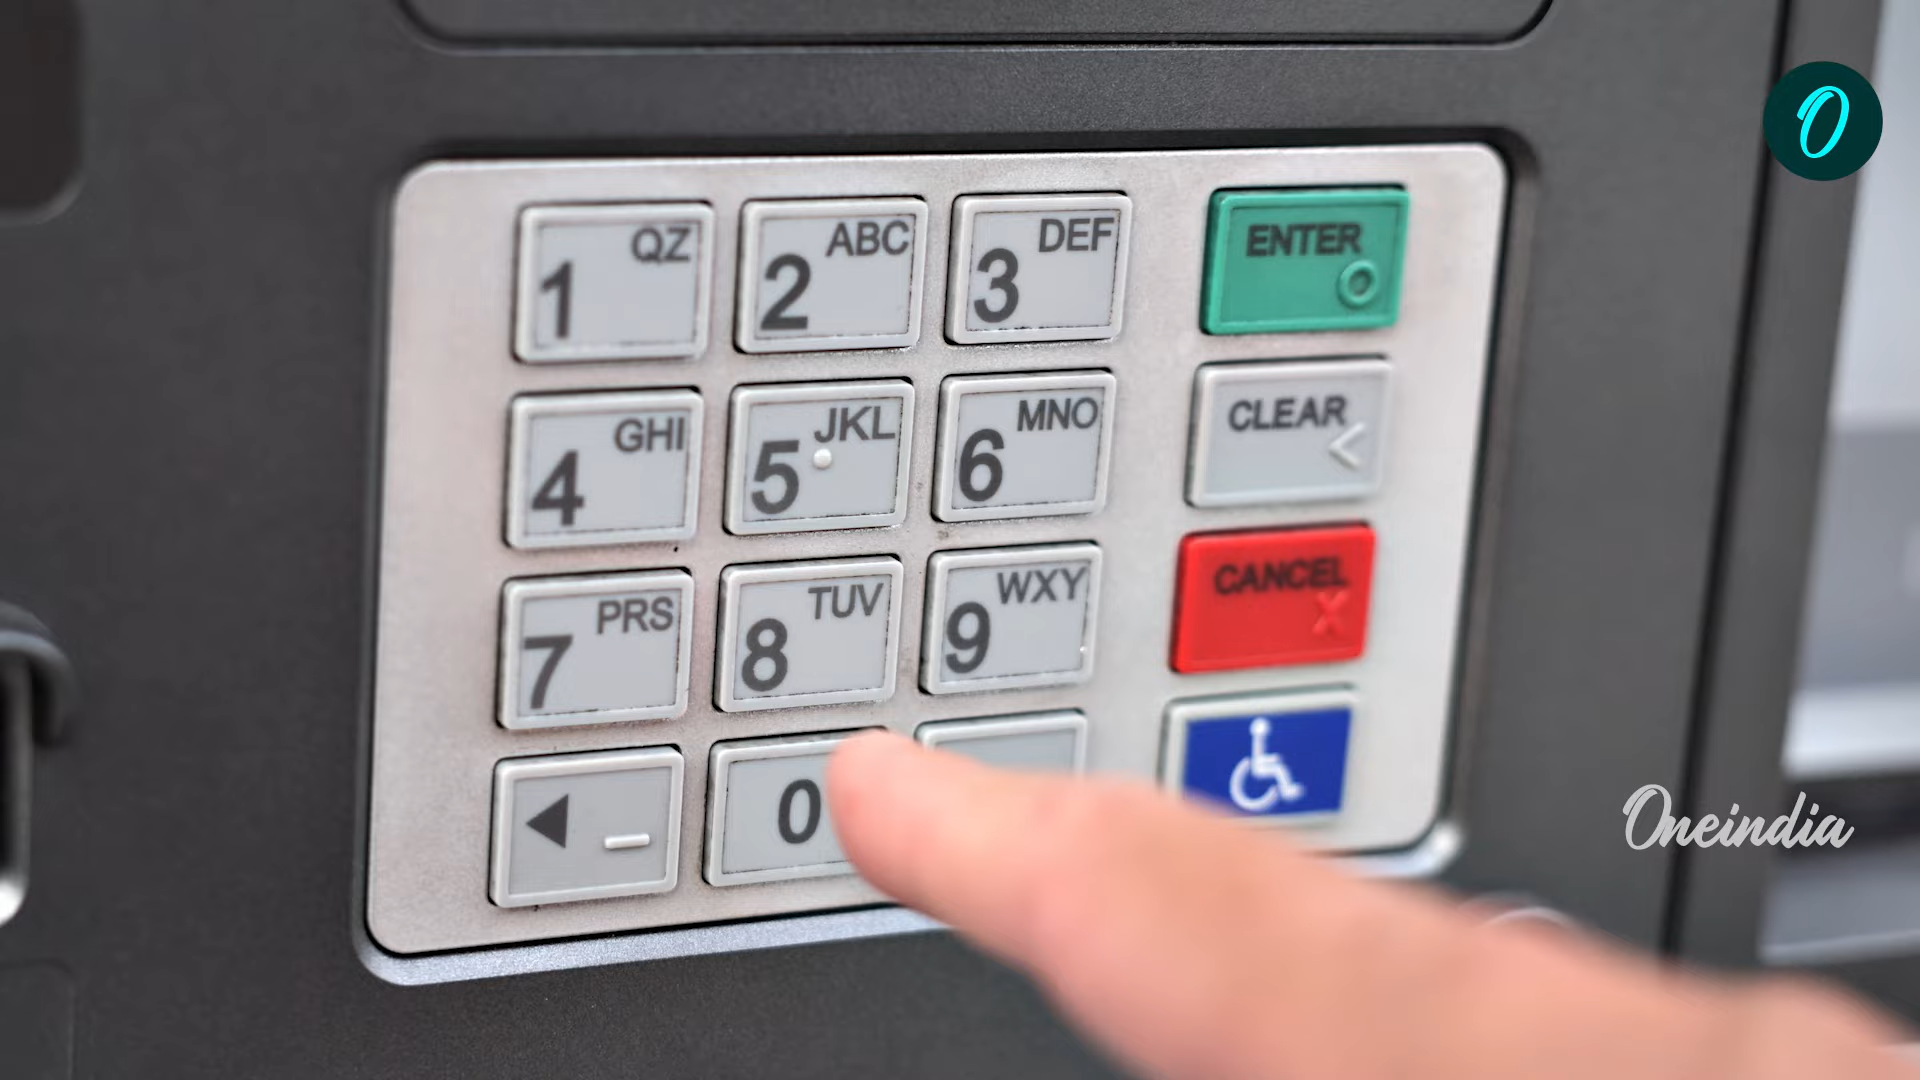 O
1 QZ
2 ABC
3 DEF
ENTER
4 GHI
5 JKL
6 MNO
CLEAR
<
7 PRS
8 TUV
9 WXY
CANCEL
X
0
Oneindia